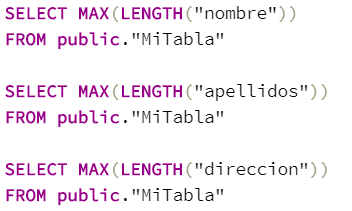 SELECT MAX(LENGTH("nombre"))
FROM public."MiTabla"
SELECT MAX(LENGTH("apellidos"))
FROM public."MiTabla"
SELECT MAX(LENGTH("direccion"))
FROM public."MiTabla"